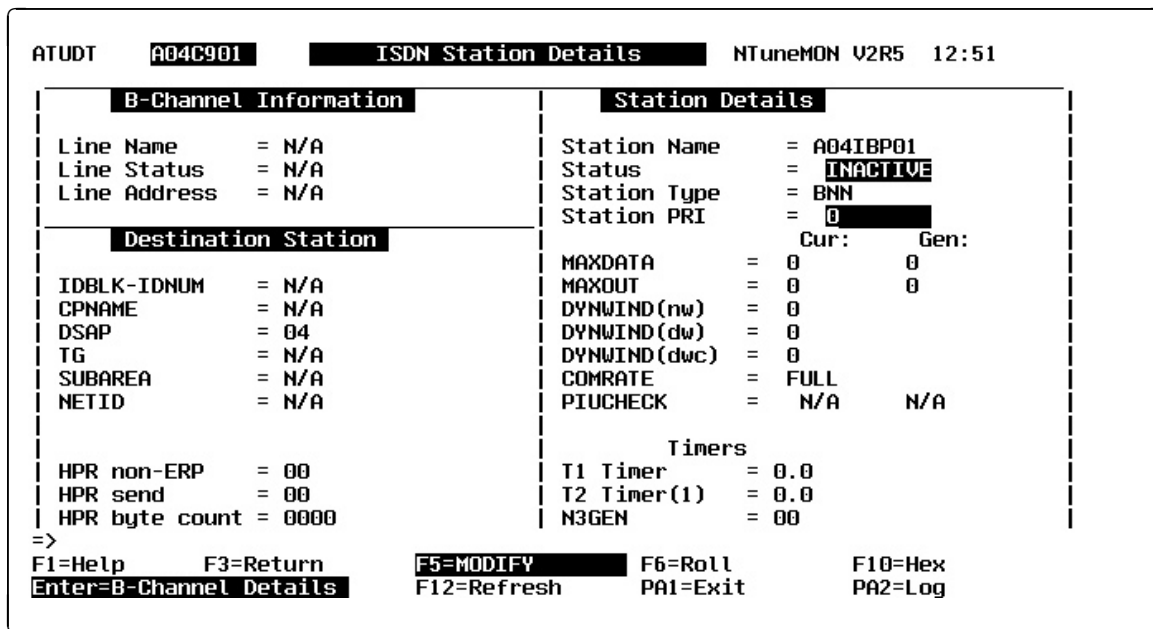 ATUDT A04C901 ISDN Station Details NTuneMON V2R5 12:51
B-Channel Information Station Details
Line Name = N/A Station Name = A04IBP01
Line Status = N/A Status = INACTIVE
Line Address = N/A Station Type = BNN
Station PRI = 0
Destination Station Cur: Gen:
MAXDATA = 0 0
IDBLK-IDNUM = N/A MAXOUT = 0 0
CPNAME = N/A DYNWIND(nw) = 0
DSAP = 04 DYNWIND(dw) = 0
TG = N/A DYNWIND(dwc) = 0
SUBAREA = N/A COMRATE = FULL
NETID = N/A PIUCHECK = N/A N/A
Timers
HPR non-ERP = 00 T1 Timer = 0.0
HPR send = 00 T2 Timer(1) = 0.0
HPR byte count = 0000 N3GEN = 00
=>
F1=Help F3=Return F5=MODIFY F6=Roll F10=Hex
Enter=B-Channel Details F12=Refresh PA1=Exit PA2=Log